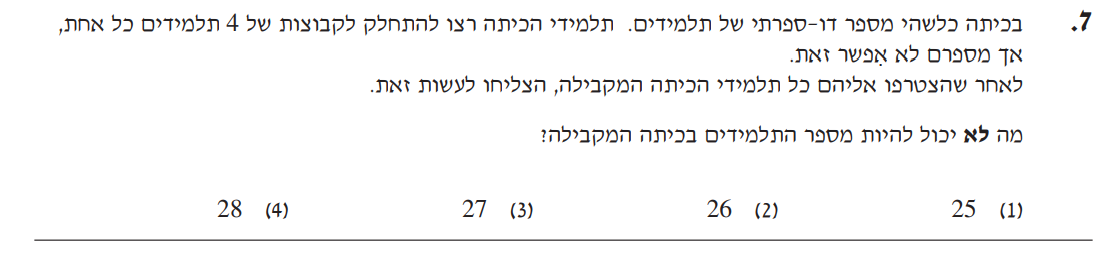 7. בכיתה כלשהי מספר דו-ספרתי של תלמידים. תלמידי הכיתה רצו להתחלק לקבוצות של 4 תלמידים כל אחת,
אך מספרם לא אִפשר זאת.
לאחר שהצטרפו אליהם כל תלמידי הכיתה המקבילה, הצליחו לעשות זאת.
מה לא יכול להיות מספר התלמידים בכיתה המקבילה?
(1) 25 (2) 26 (3) 27 (4) 28